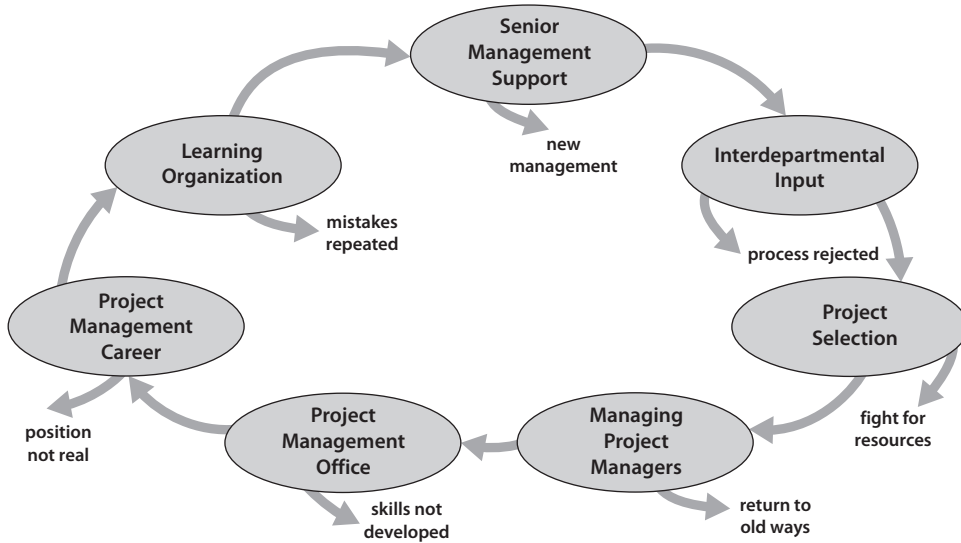 Senior
Management
Support
new
management
Interdepartmental
Input
process rejected
Project
Selection
fight for
resources
Managing
Project
Managers
return to
old ways
Project
Management
Office
skills not
developed
Project
Management
Career
position
not real
Learning
Organization
mistakes
repeated